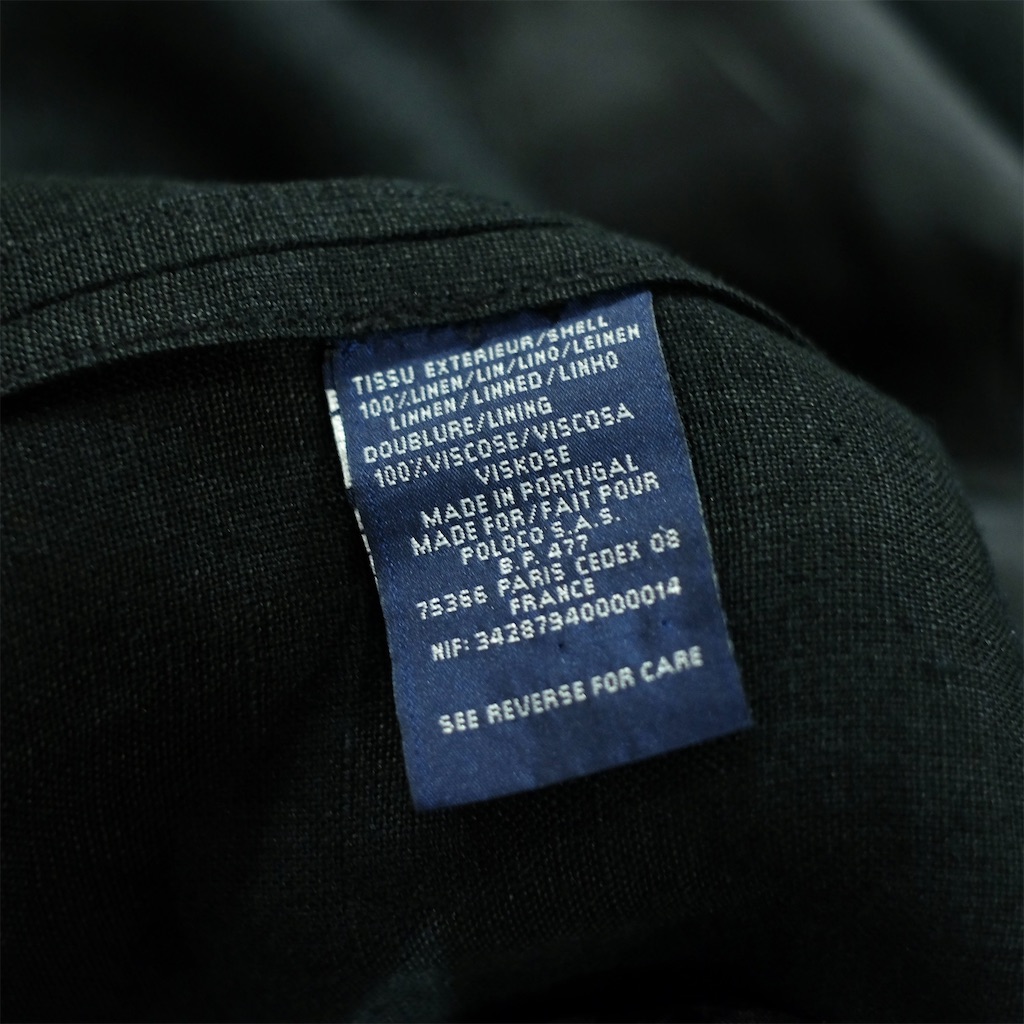 TISSU EXTERIEUR/SHELL
100%LINEN/LIN/LINO/LEINEN
LINNEN/LINNED/LINHO
DOUBLURE/LINING
100%VISCOSE/VISCOSA
VISKOSE
MADE IN PORTUGAL
MADE FOR/FAIT POUR
POLOCO S.A.S.
B.P. 477
75366 PARIS CEDEX 08
FRANCE
NIF: 34287940000014
SEE REVERSE FOR CARE